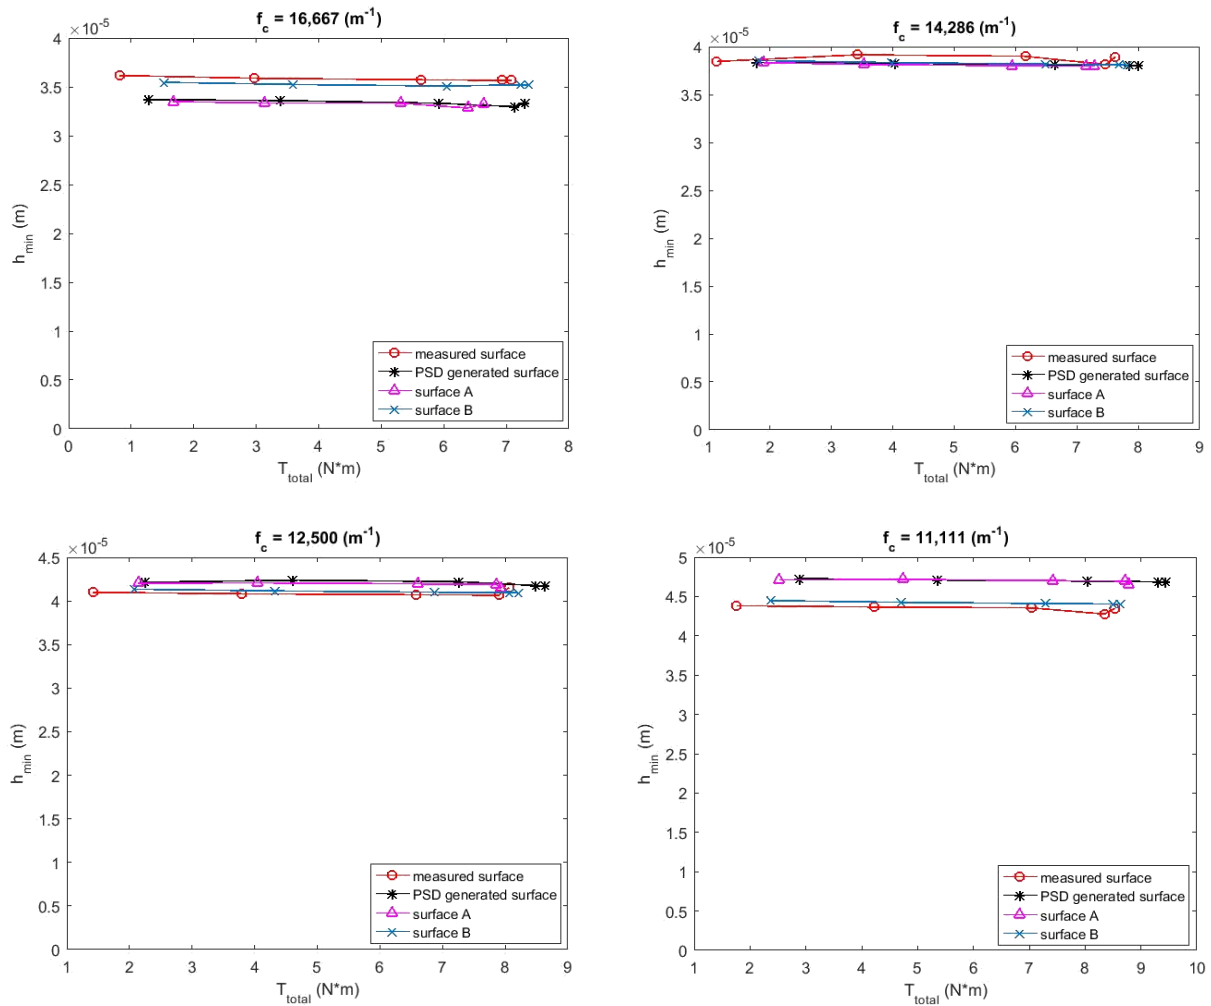 f_c = 16,667 (m^-1)
×10^-5
4
3.5
3
2.5
2
1.5
1
0.5
0
h_min (m)
measured surface
PSD generated surface
surface A
surface B
0 1 2 3 4 5 6 7 8
T_total (N*m)
f_c = 14,286 (m^-1)
×10^-5
4
3.5
3
2.5
2
1.5
1
0.5
0
h_min (m)
measured surface
PSD generated surface
surface A
surface B
1 2 3 4 5 6 7 8 9
T_total (N*m)
f_c = 12,500 (m^-1)
×10^-5
4.5
4
3.5
3
2.5
2
1.5
1
0.5
0
h_min (m)
measured surface
PSD generated surface
surface A
surface B
1 2 3 4 5 6 7 8 9
T_total (N*m)
f_c = 11,111 (m^-1)
×10^-5
5
4.5
4
3.5
3
2.5
2
1.5
1
0.5
0
h_min (m)
measured surface
PSD generated surface
surface A
surface B
1 2 3 4 5 6 7 8 9 10
T_total (N*m)